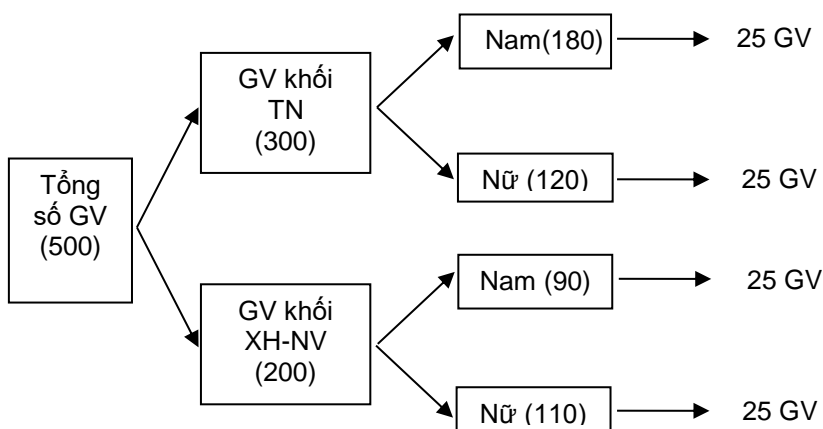 Nam(180)
25 GV
GV khối
TN
(300)
Nữ (120)
25 GV
Tổng
số GV
(500)
Nam (90)
25 GV
GV khối
XH-NV
(200)
Nữ (110)
25 GV